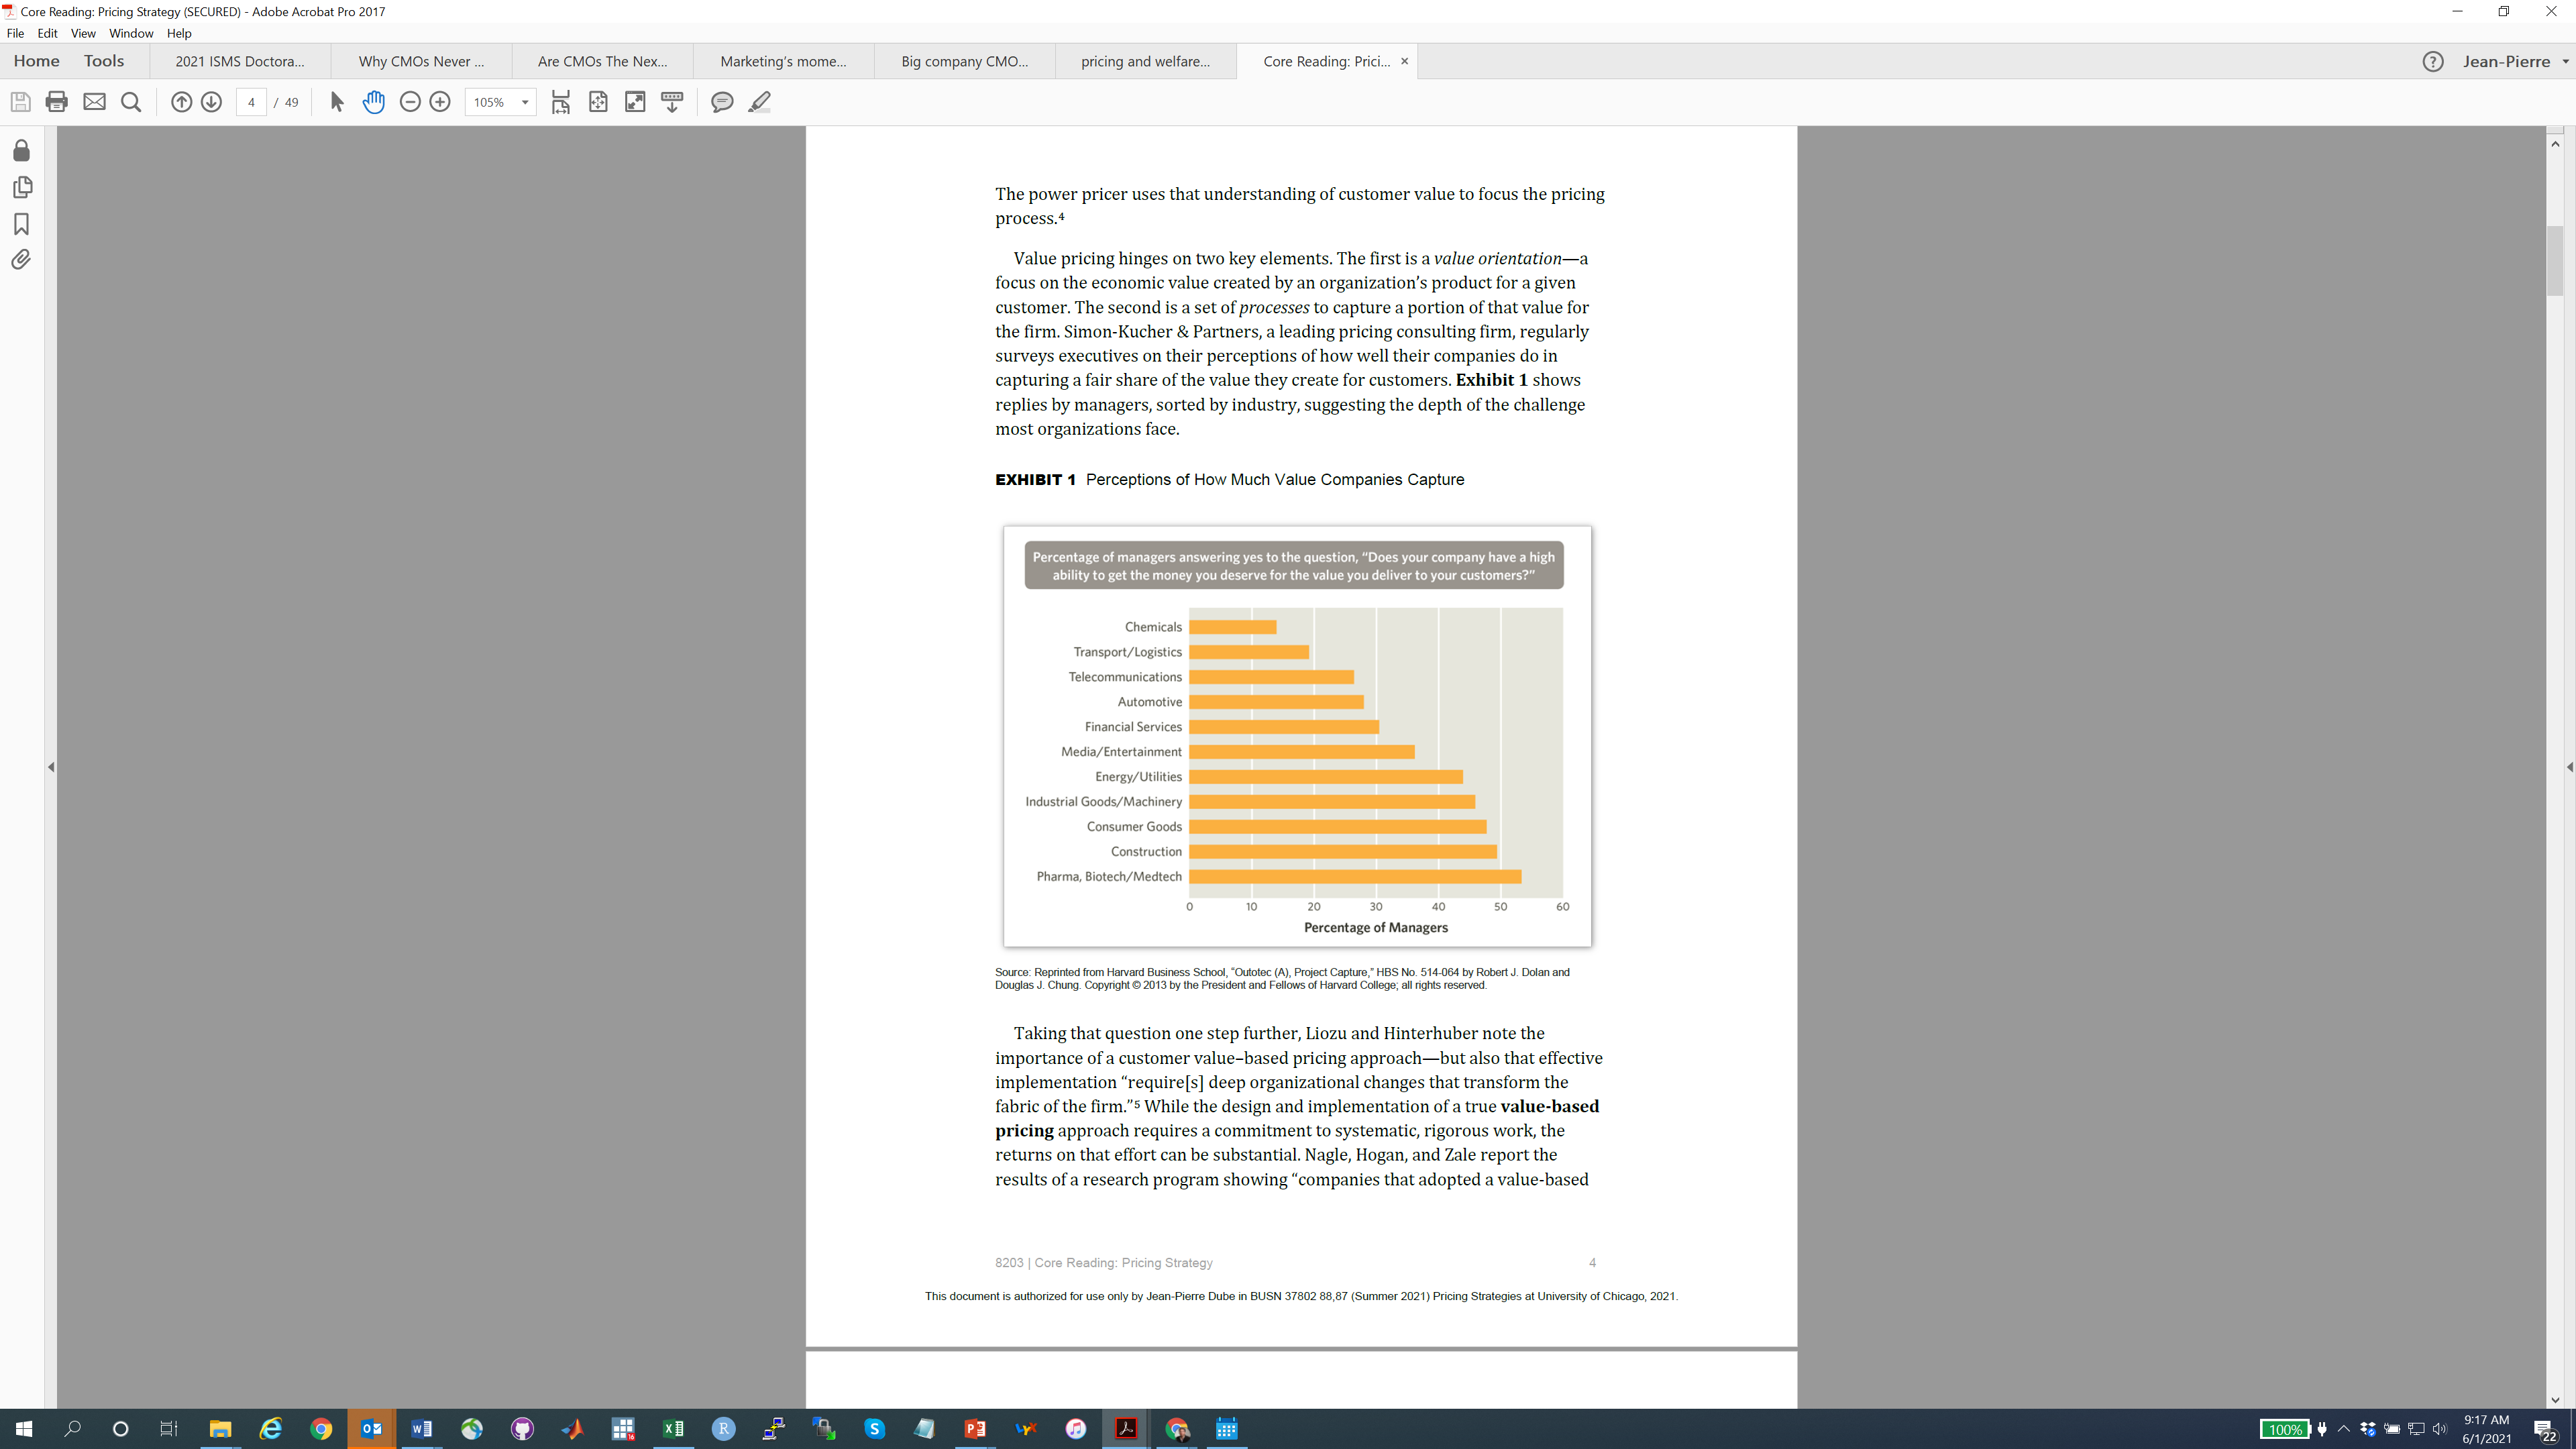 Core Reading: Pricing Strategy (SECURED) - Adobe Acrobat Pro 2017
File Edit View Window Help
Home Tools 2021 ISMS Doctora... Why CMOs Never ... Are CMOs The Nex... Marketing's mome... Big company CMO... pricing and welfare... Core Reading: Prici... × ? Jean-Pierre
4 / 49 105%
The power pricer uses that understanding of customer value to focus the pricing
process.4
Value pricing hinges on two key elements. The first is a value orientation—a
focus on the economic value created by an organization's product for a given
customer. The second is a set of processes to capture a portion of that value for
the firm. Simon-Kucher & Partners, a leading pricing consulting firm, regularly
surveys executives on their perceptions of how well their companies do in
capturing a fair share of the value they create for customers. Exhibit 1 shows
replies by managers, sorted by industry, suggesting the depth of the challenge
most organizations face.
EXHIBIT 1 Perceptions of How Much Value Companies Capture
Percentage of managers answering yes to the question, “Does your company have a high
ability to get the money you deserve for the value you deliver to your customers?”
Chemicals
Transport/Logistics
Telecommunications
Automotive
Financial Services
Media/Entertainment
Energy/Utilities
Industrial Goods/Machinery
Consumer Goods
Construction
Pharma, Biotech/Medtech
0 10 20 30 40 50 60
Percentage of Managers
Source: Reprinted from Harvard Business School, “Outotec (A), Project Capture,” HBS No. 514-064 by Robert J. Dolan and
Douglas J. Chung. Copyright © 2013 by the President and Fellows of Harvard College; all rights reserved.
Taking that question one step further, Liozu and Hinterhuber note the
importance of a customer value–based pricing approach—but also that effective
implementation “require[s] deep organizational changes that transform the
fabric of the firm.”5 While the design and implementation of a true value-based
pricing approach requires a commitment to systematic, rigorous work, the
returns on that effort can be substantial. Nagle, Hogan, and Zale report the
results of a research program showing “companies that adopted a value-based
8203 | Core Reading: Pricing Strategy 4
This document is authorized for use only by Jean-Pierre Dube in BUSN 37802 88,87 (Summer 2021) Pricing Strategies at University of Chicago, 2021.
100% 9:17 AM
6/1/2021 22